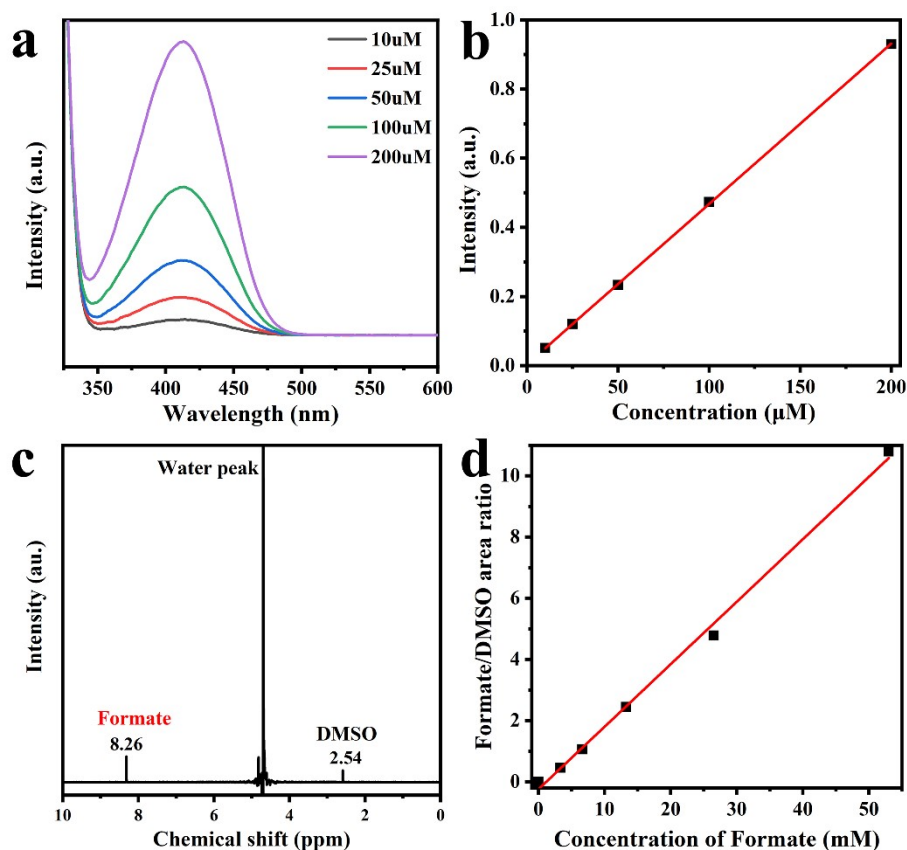 a
10uM
25uM
50uM
100uM
200uM
Intensity (a.u.)
350 400 450 500 550 600
Wavelength (nm)
b
1.0
0.8
0.6
0.4
0.2
0.0
Intensity (a.u.)
0 50 100 150 200
Concentration (μM)
c
Water peak
Intensity (au.)
Formate
8.26
DMSO
2.54
10 8 6 4 2 0
Chemical shift (ppm)
d
10
8
6
4
2
0
Formate/DMSO area ratio
0 10 20 30 40 50
Concentration of Formate (mM)